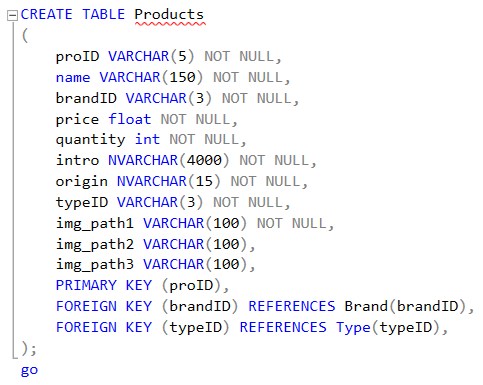 CREATE TABLE Products
(
proID VARCHAR(5) NOT NULL,
name VARCHAR(150) NOT NULL,
brandID VARCHAR(3) NOT NULL,
price float NOT NULL,
quantity int NOT NULL,
intro NVARCHAR(4000) NOT NULL,
origin NVARCHAR(15) NOT NULL,
typeID VARCHAR(3) NOT NULL,
img_path1 VARCHAR(100) NOT NULL,
img_path2 VARCHAR(100),
img_path3 VARCHAR(100),
PRIMARY KEY (proID),
FOREIGN KEY (brandID) REFERENCES Brand(brandID),
FOREIGN KEY (typeID) REFERENCES Type(typeID),
);
go